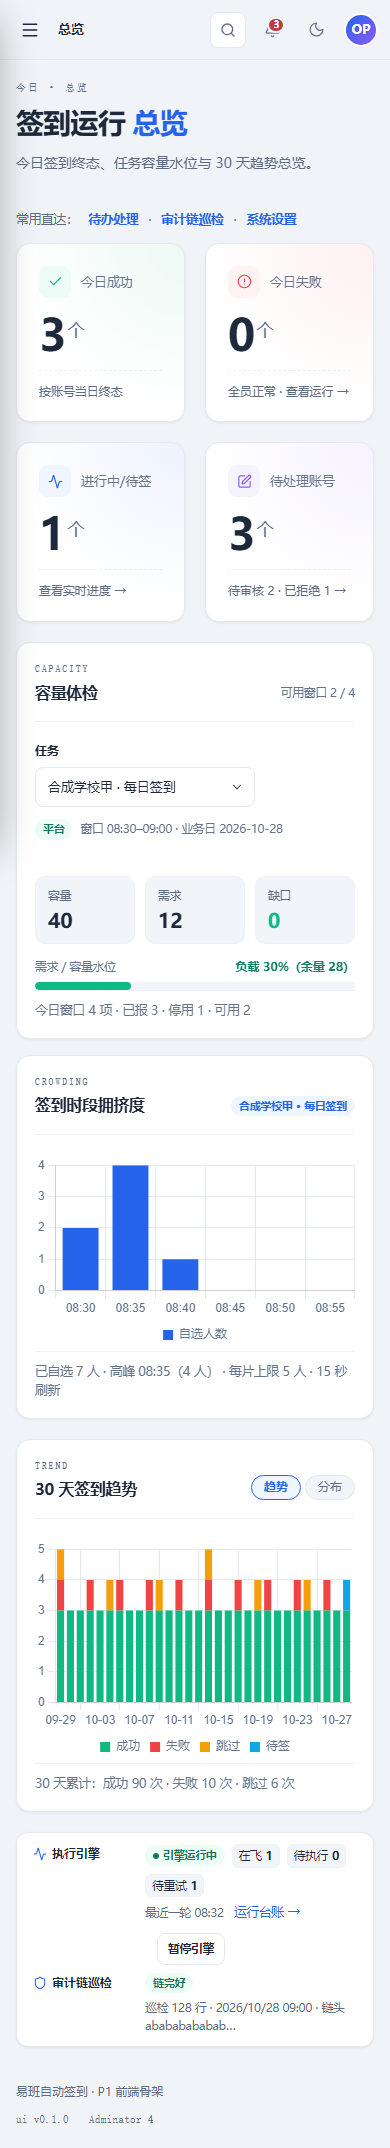 总览
3
OP
今日 · 总览
签到运行 总览
今日签到终态、任务容量水位与 30 天趋势总览。
常用直达： 待办处理 · 审计链巡检 · 系统设置
今日成功
3个
按账号当日终态
今日失败
0个
全员正常 · 查看运行 →
进行中/待签
1个
查看实时进度 →
待处理账号
3个
待审核 2 · 已拒绝 1 →
CAPACITY
容量体检
可用窗口 2 / 4
任务
合成学校甲 · 每日签到
平台 窗口 08:30–09:00 · 业务日 2026-10-28
容量
40
需求
12
缺口
0
需求 / 容量水位
负载 30%（余量 28）
今日窗口 4 项 · 已报 3 · 停用 1 · 可用 2
CROWDING
签到时段拥挤度
合成学校甲 • 每日签到
4
3
2
1
0
08:30 08:35 08:40 08:45 08:50 08:55
自选人数
已自选 7 人 · 高峰 08:35（4 人） · 每片上限 5 人 · 15 秒
刷新
TREND
30 天签到趋势
趋势 分布
5
4
3
2
1
0
09-29 10-03 10-07 10-11 10-15 10-19 10-23 10-27
成功 失败 跳过 待签
30 天累计：成功 90 次 · 失败 10 次 · 跳过 6 次
执行引擎
引擎运行中 在飞 1 待执行 0
待重试 1
最近一轮 08:32 运行台账 →
暂停引擎
审计链巡检
链完好
巡检 128 行 · 2026/10/28 09:00 · 链头
abababababab…
易班自动签到 · P1 前端骨架
ui v0.1.0 Adminator 4